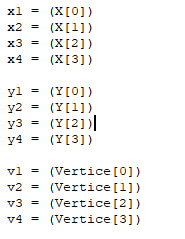 x1 = (X[0])
x2 = (X[1])
x3 = (X[2])
x4 = (X[3])
y1 = (Y[0])
y2 = (Y[1])
y3 = (Y[2])
y4 = (Y[3])
v1 = (Vertice[0])
v2 = (Vertice[1])
v3 = (Vertice[2])
v4 = (Vertice[3])